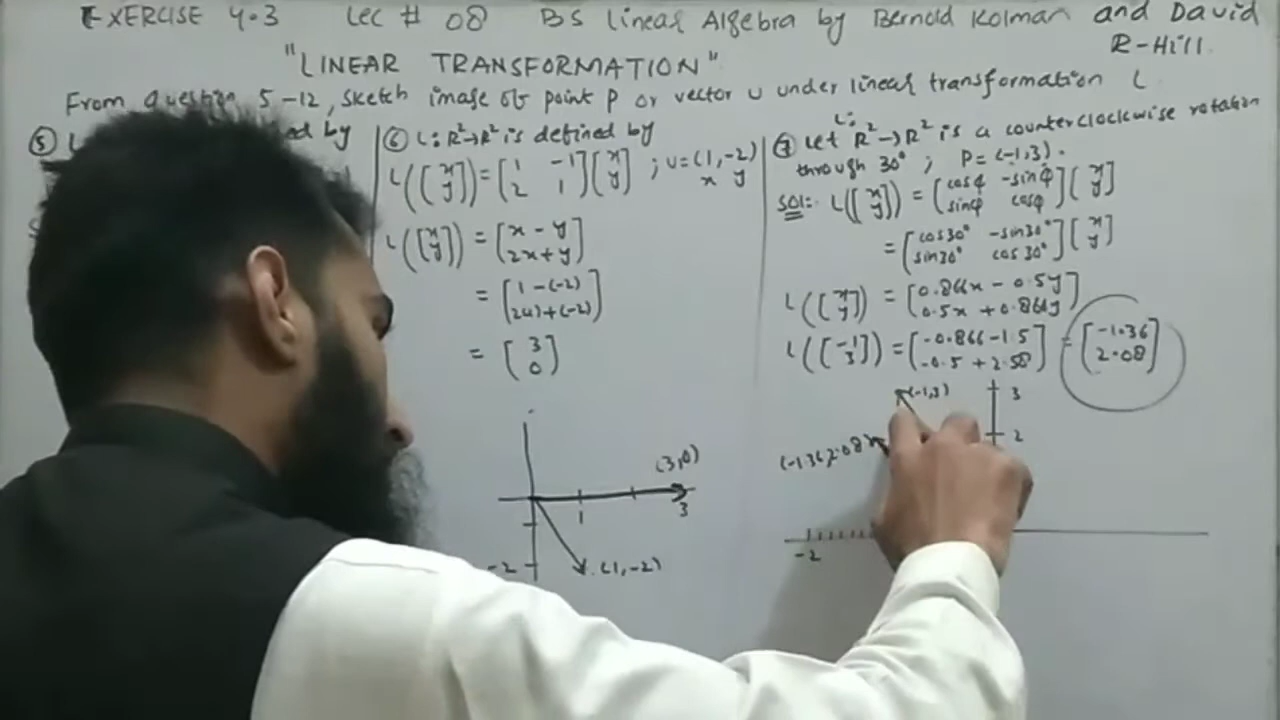 EXERCISE 4.3 Lec # 08 BS Linear Algebra by Bernold Kolman and David
R-Hill.
"LINEAR TRANSFORMATION"
From Question 5-12, sketch image of point P or vector u under linear transformation L
⑤ L ned by
⑥ L: R²→R² is defined by
L([x y]) = [1 -1 2 1][x y] ; u=(1,-2)
x y
L([x y]) = [x-y 2x+y]
= [1-(-2) 2(1)+(-2)]
= [3 0]
(3,0)
1 3
-2 (1,-2)
⑦ Let L: R²→R² is a counterclockwise rotation
through 30° ; P=(-1,3).
Sol:- L([x y]) = [cosφ -sinφ sinφ cosφ][x y]
= [cos30° -sin30° sin30° cos30°][x y]
L([x y]) = [0.866x - 0.5y 0.5x + 0.866y]
L([-1 3]) = [-0.866-1.5 -0.5+2.58] = [-1.36 2.08]
(-1,3) 3
(-1.36,2.08) 2
-2